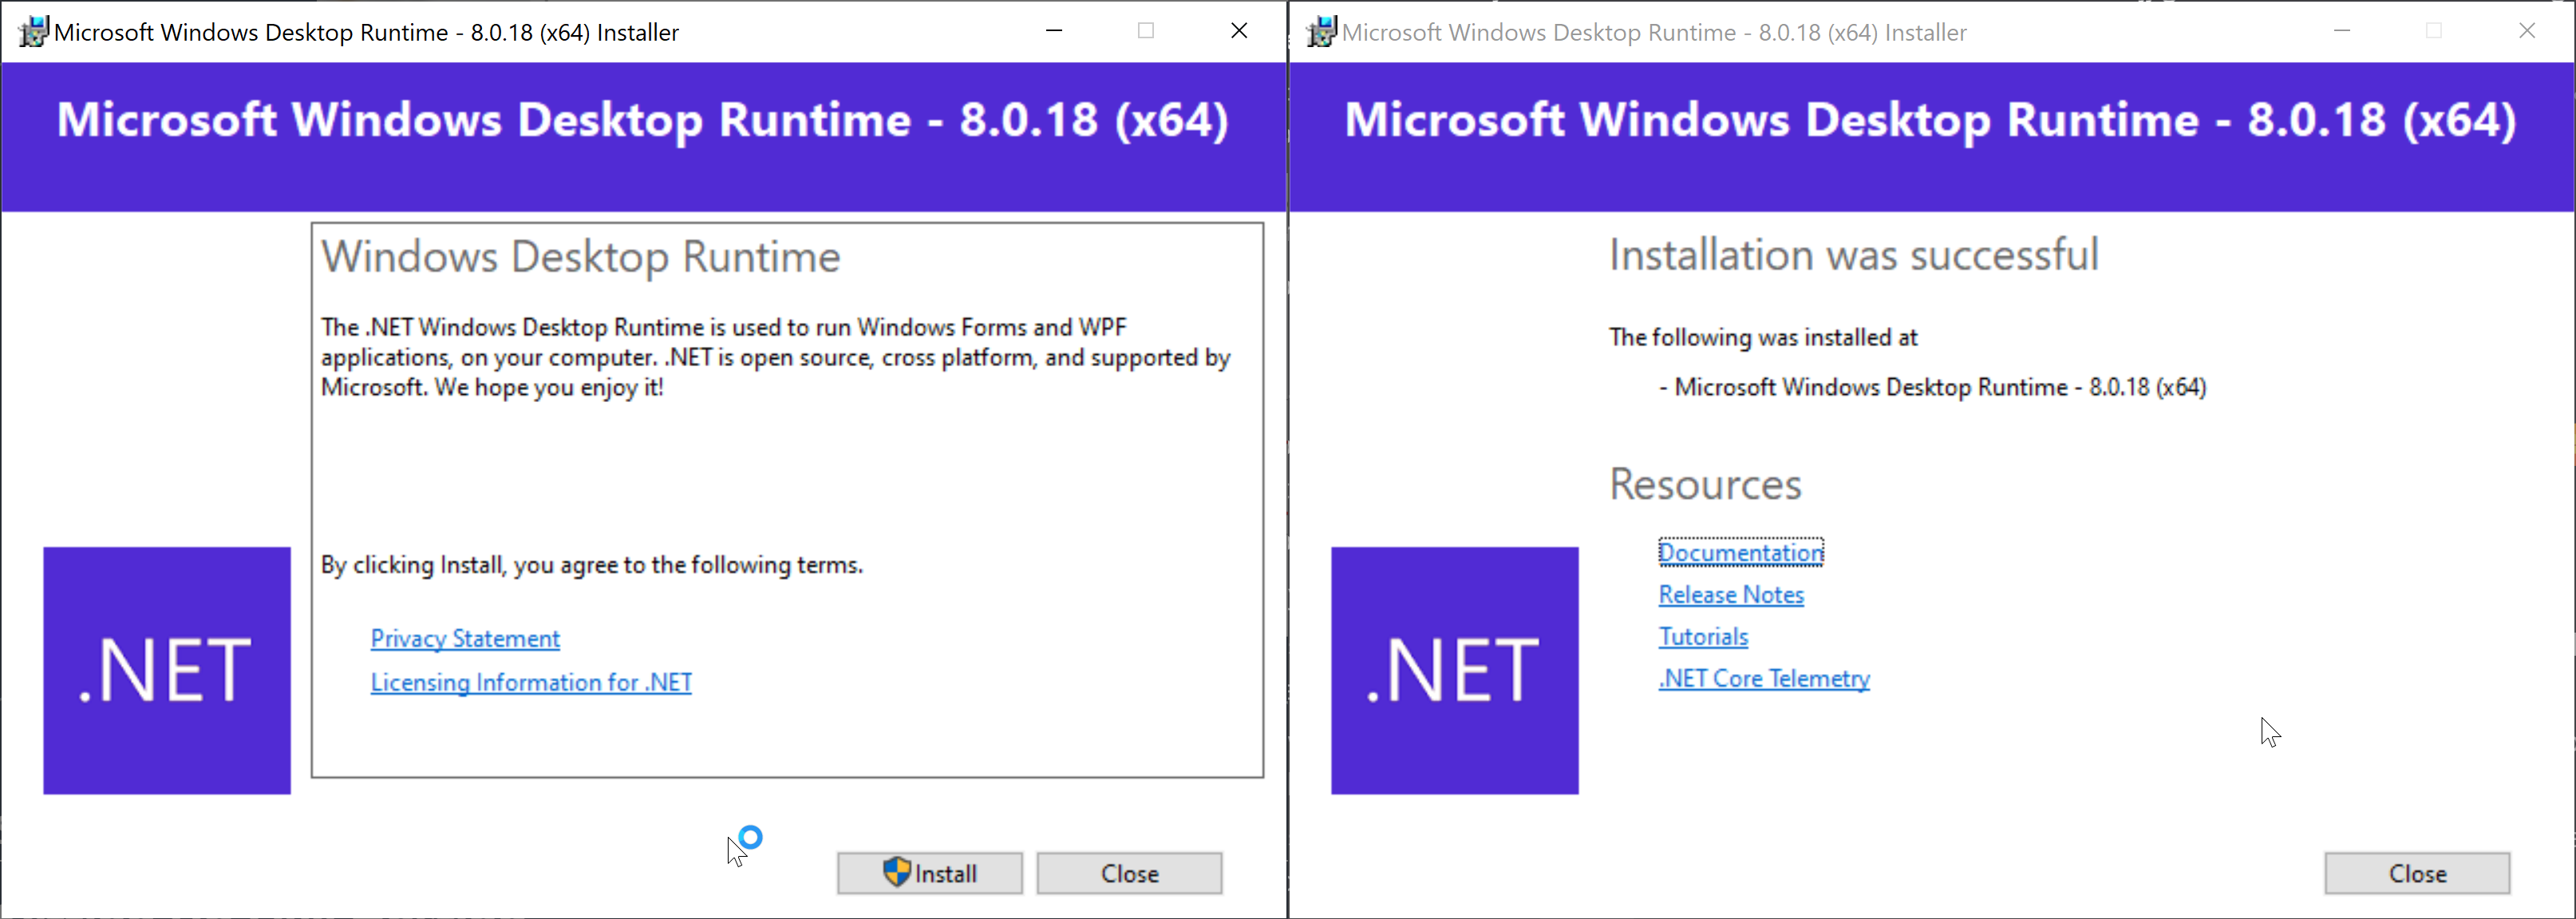 Microsoft Windows Desktop Runtime - 8.0.18 (x64) Installer
Microsoft Windows Desktop Runtime - 8.0.18 (x64)
Windows Desktop Runtime
The .NET Windows Desktop Runtime is used to run Windows Forms and WPF
applications, on your computer. .NET is open source, cross platform, and supported by
Microsoft. We hope you enjoy it!
By clicking Install, you agree to the following terms.
Privacy Statement
Licensing Information for .NET
.NET
Install
Close
Microsoft Windows Desktop Runtime - 8.0.18 (x64) Installer
Microsoft Windows Desktop Runtime - 8.0.18 (x64)
Installation was successful
The following was installed at
- Microsoft Windows Desktop Runtime - 8.0.18 (x64)
Resources
Documentation
Release Notes
Tutorials
.NET Core Telemetry
.NET
Close